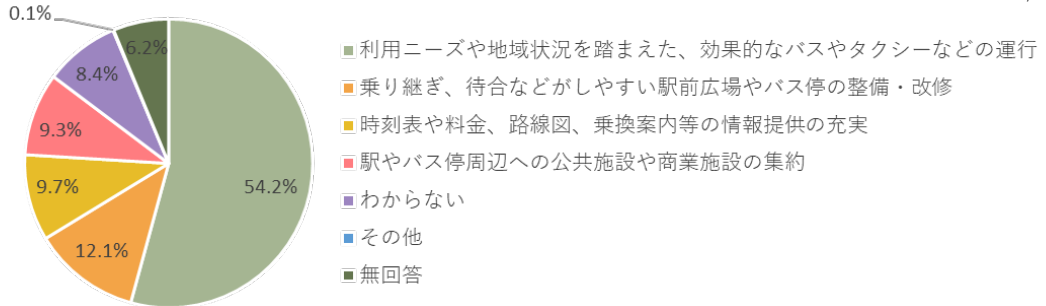 0.1%
6.2%
8.4%
9.3%
9.7%
12.1%
54.2%
利用ニーズや地域状況を踏まえた、効果的なバスやタクシーなどの運行
乗り継ぎ、待合などがしやすい駅前広場やバス停の整備・改修
時刻表や料金、路線図、乗換案内等の情報提供の充実
駅やバス停周辺への公共施設や商業施設の集約
わからない
その他
無回答